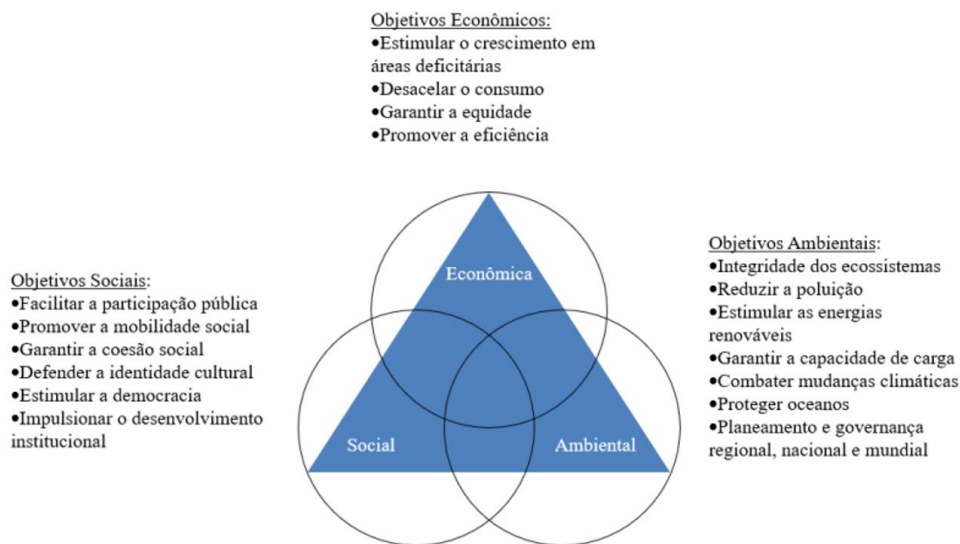 Objetivos Econômicos:
•Estimular o crescimento em
áreas deficitárias
•Desacelar o consumo
•Garantir a equidade
•Promover a eficiência
Objetivos Sociais:
•Facilitar a participação pública
•Promover a mobilidade social
•Garantir a coesão social
•Defender a identidade cultural
•Estimular a democracia
•Impulsionar o desenvolvimento
institucional
Econômica
Social
Ambiental
Objetivos Ambientais:
•Integridade dos ecossistemas
•Reduzir a poluição
•Estimular as energias
renováveis
•Garantir a capacidade de carga
•Combater mudanças climáticas
•Proteger oceanos
•Planeamento e governança
regional, nacional e mundial